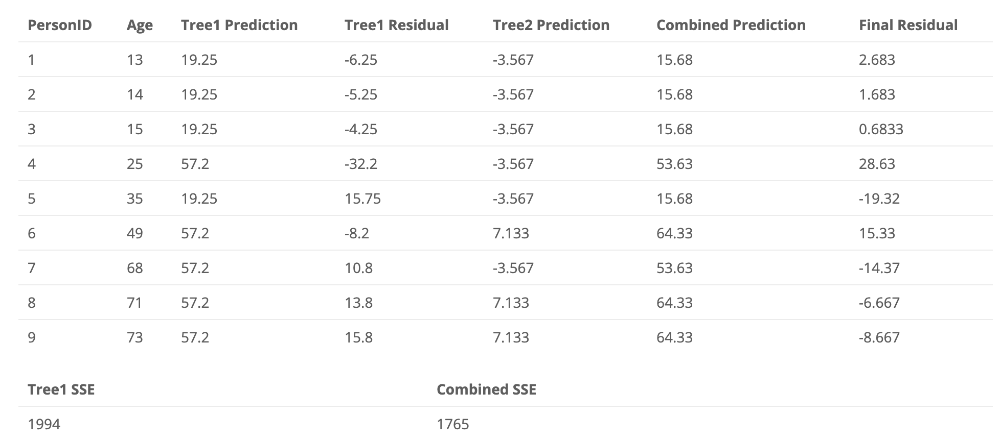 PersonID Age Tree1 Prediction Tree1 Residual Tree2 Prediction Combined Prediction Final Residual
1 13 19.25 -6.25 -3.567 15.68 2.683
2 14 19.25 -5.25 -3.567 15.68 1.683
3 15 19.25 -4.25 -3.567 15.68 0.6833
4 25 57.2 -32.2 -3.567 53.63 28.63
5 35 19.25 15.75 -3.567 15.68 -19.32
6 49 57.2 -8.2 7.133 64.33 15.33
7 68 57.2 10.8 -3.567 53.63 -14.37
8 71 57.2 13.8 7.133 64.33 -6.667
9 73 57.2 15.8 7.133 64.33 -8.667
Tree1 SSE Combined SSE
1994 1765